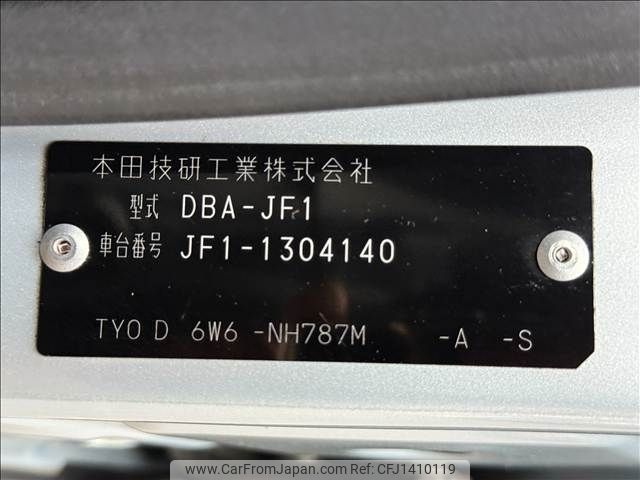 本田技研工業株式会社
型式 DBA-JF1
車台番号 JF1-1304140
TYO D 6W6 -NH787M -A -S
www.CarFromJapan.com | Ref. No: CFJ1410119